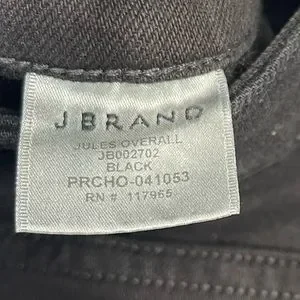 J BRAND
JULES OVERALL
JB002702
BLACK
PRCHO-041053
RN # 117965